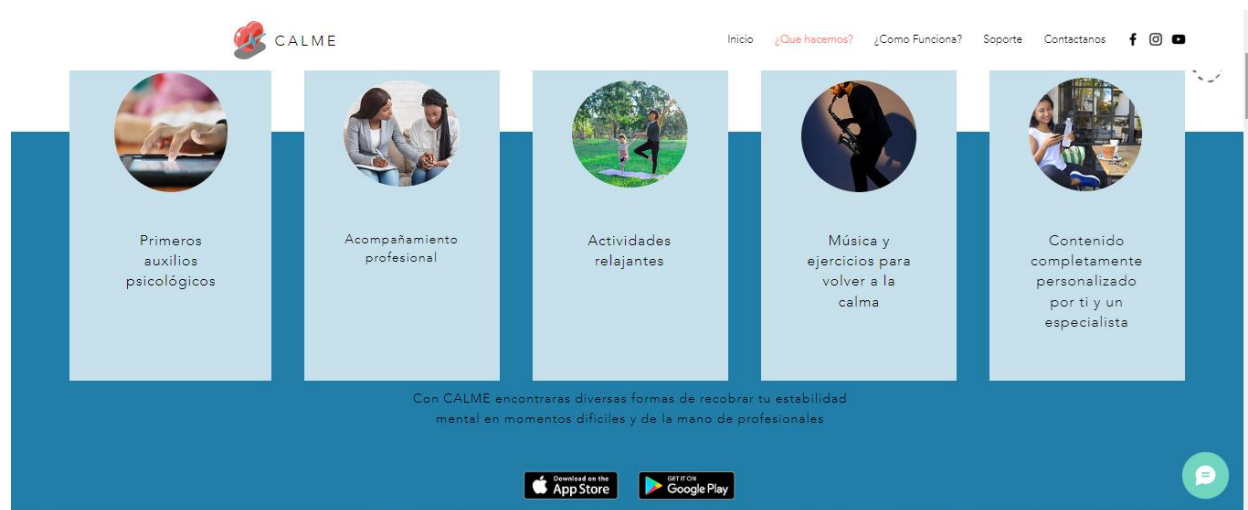 CALME
Inicio ¿Que hacemos? ¿Como Funciona? Soporte Contactanos
Primeros
auxilios
psicológicos
Acompañamiento
profesional
Actividades
relajantes
Música y
ejercicios para
volver a la
calma
Contenido
completamente
personalizado
por ti y un
especialista
Con CALME encontraras diversas formas de recobrar tu estabilidad
mental en momentos dificiles y de la mano de profesionales
Download on the
App Store
GET IT ON
Google Play